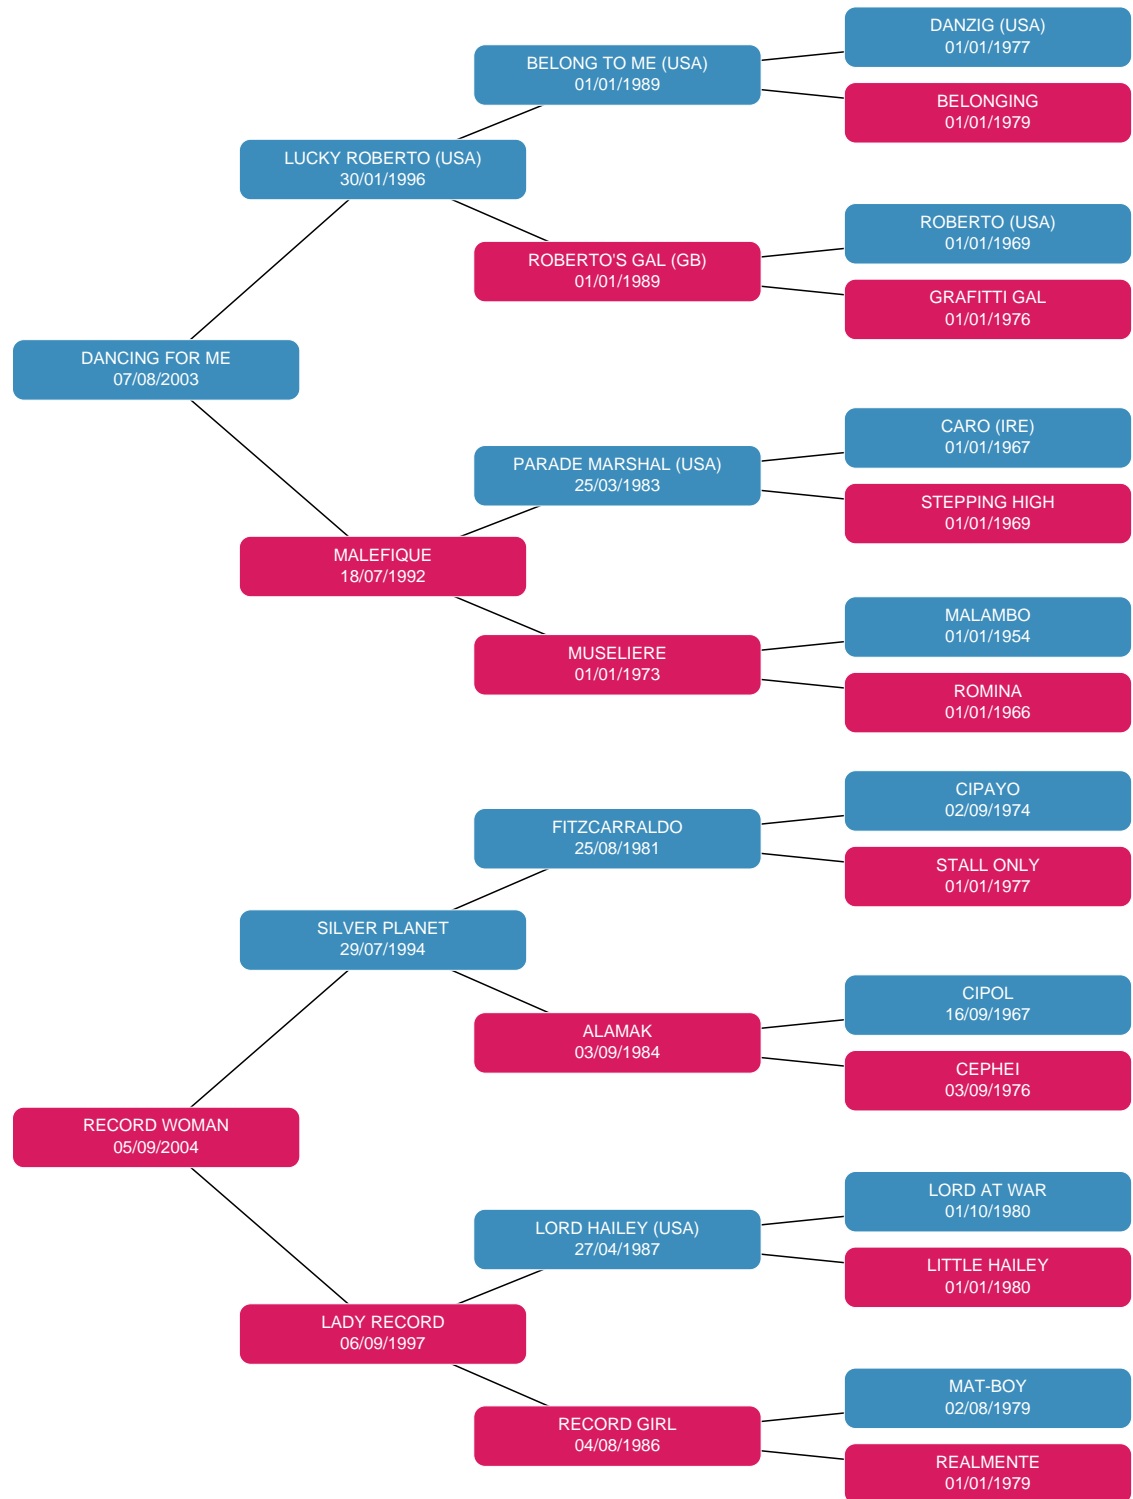 DANZIG (USA)
01/01/1977
BELONG TO ME (USA)
01/01/1989
BELONGING
01/01/1979
LUCKY ROBERTO (USA)
30/01/1996
ROBERTO (USA)
01/01/1969
ROBERTO'S GAL (GB)
01/01/1989
GRAFITTI GAL
01/01/1976
DANCING FOR ME
07/08/2003
CARO (IRE)
01/01/1967
PARADE MARSHAL (USA)
25/03/1983
STEPPING HIGH
01/01/1969
MALEFIQUE
18/07/1992
MALAMBO
01/01/1954
MUSELIERE
01/01/1973
ROMINA
01/01/1966
CIPAYO
02/09/1974
FITZCARRALDO
25/08/1981
STALL ONLY
01/01/1977
SILVER PLANET
29/07/1994
CIPOL
16/09/1967
ALAMAK
03/09/1984
CEPHEI
03/09/1976
RECORD WOMAN
05/09/2004
LORD AT WAR
01/10/1980
LORD HAILEY (USA)
27/04/1987
LITTLE HAILEY
01/01/1980
LADY RECORD
06/09/1997
MAT-BOY
02/08/1979
RECORD GIRL
04/08/1986
REALMENTE
01/01/1979